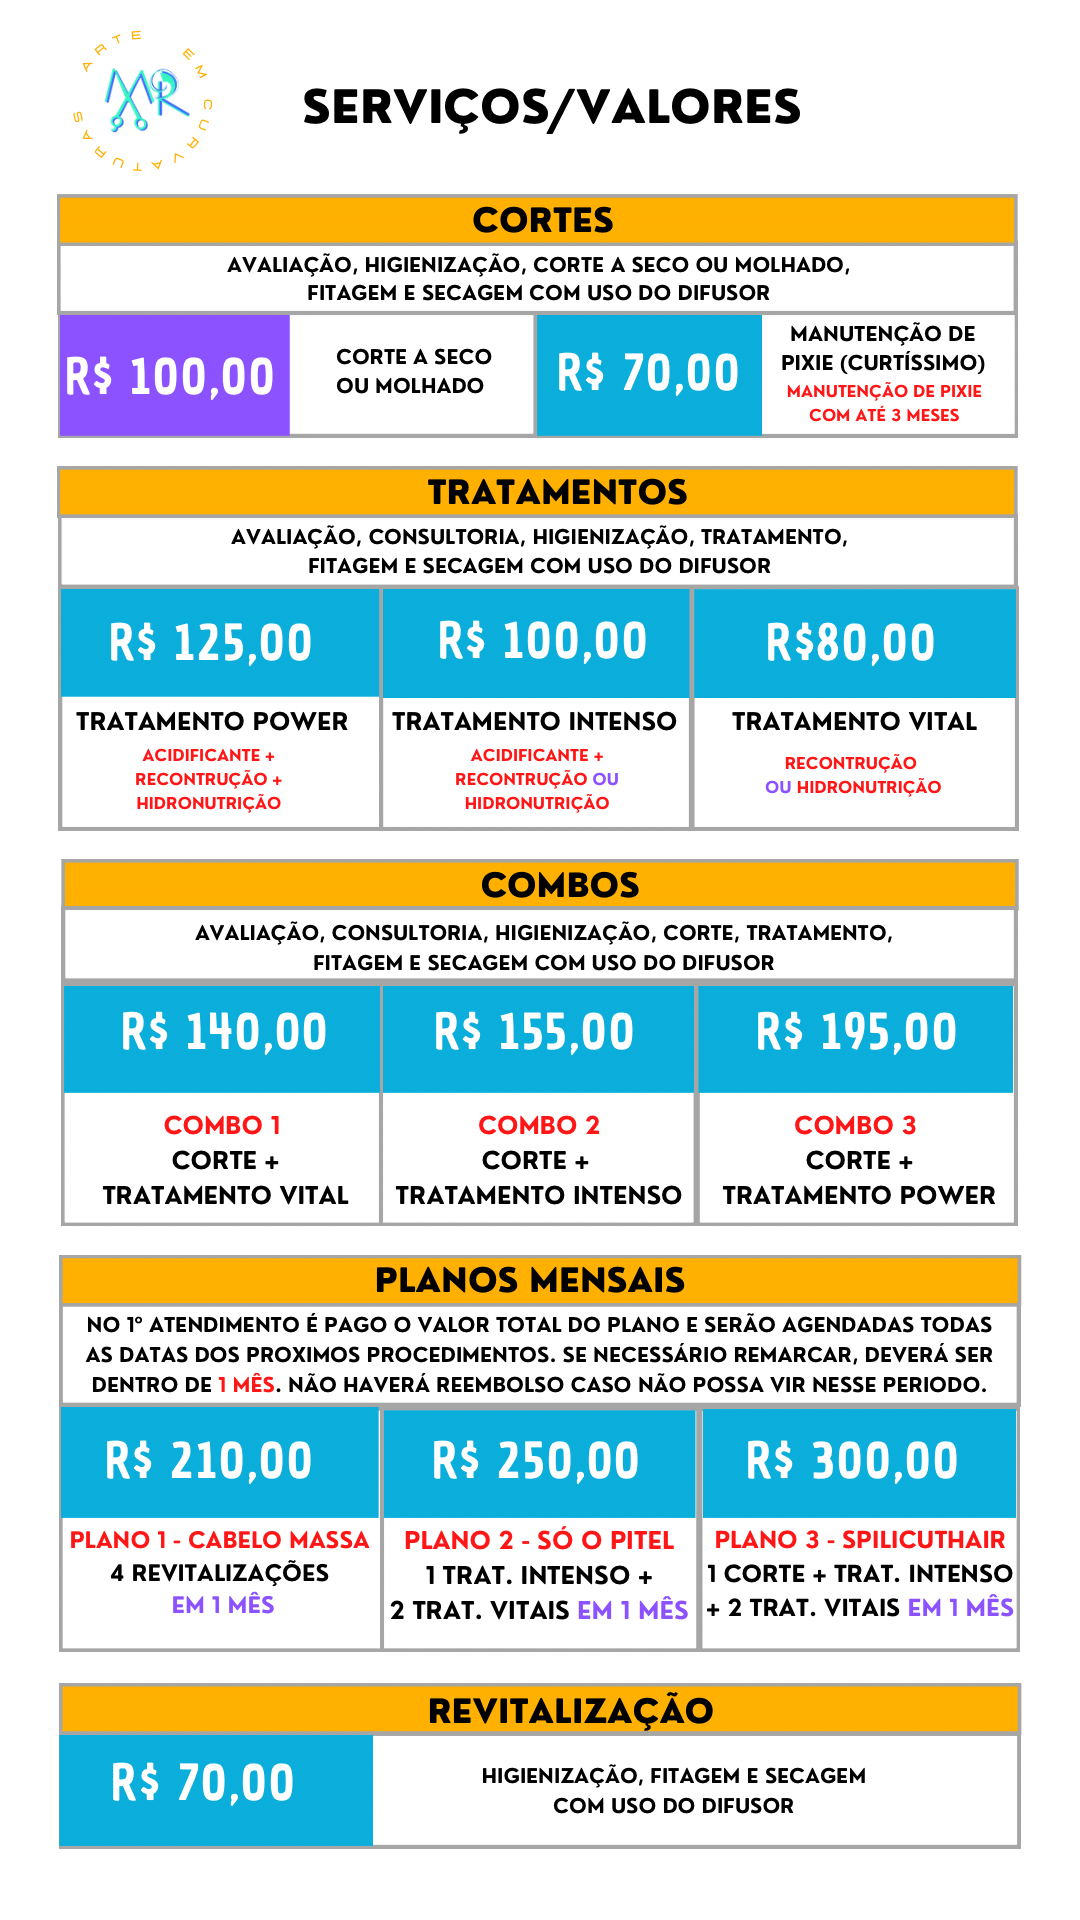 ARTE EM CURVATURAS
MR
SERVIÇOS/VALORES
CORTES
AVALIAÇÃO, HIGIENIZAÇÃO, CORTE A SECO OU MOLHADO,
FITAGEM E SECAGEM COM USO DO DIFUSOR
R$ 100,00
CORTE A SECO
OU MOLHADO
R$ 70,00
MANUTENÇÃO DE
PIXIE (CURTÍSSIMO)
MANUTENÇÃO DE PIXIE
COM ATÉ 3 MESES
TRATAMENTOS
AVALIAÇÃO, CONSULTORIA, HIGIENIZAÇÃO, TRATAMENTO,
FITAGEM E SECAGEM COM USO DO DIFUSOR
R$ 125,00
TRATAMENTO POWER
ACIDIFICANTE +
RECONTRUÇÃO +
HIDRONUTRIÇÃO
R$ 100,00
TRATAMENTO INTENSO
ACIDIFICANTE +
RECONTRUÇÃO OU
HIDRONUTRIÇÃO
R$80,00
TRATAMENTO VITAL
RECONTRUÇÃO
OU HIDRONUTRIÇÃO
COMBOS
AVALIAÇÃO, CONSULTORIA, HIGIENIZAÇÃO, CORTE, TRATAMENTO,
FITAGEM E SECAGEM COM USO DO DIFUSOR
R$ 140,00
COMBO 1
CORTE +
TRATAMENTO VITAL
R$ 155,00
COMBO 2
CORTE +
TRATAMENTO INTENSO
R$ 195,00
COMBO 3
CORTE +
TRATAMENTO POWER
PLANOS MENSAIS
NO 1º ATENDIMENTO É PAGO O VALOR TOTAL DO PLANO E SERÃO AGENDADAS TODAS
AS DATAS DOS PROXIMOS PROCEDIMENTOS. SE NECESSÁRIO REMARCAR, DEVERÁ SER
DENTRO DE 1 MÊS. NÃO HAVERÁ REEMBOLSO CASO NÃO POSSA VIR NESSE PERIODO.
R$ 210,00
PLANO 1 - CABELO MASSA
4 REVITALIZAÇÕES
EM 1 MÊS
R$ 250,00
PLANO 2 - SÓ O PITEL
1 TRAT. INTENSO +
2 TRAT. VITAIS EM 1 MÊS
R$ 300,00
PLANO 3 - SPILICUTHAIR
1 CORTE + TRAT. INTENSO
+ 2 TRAT. VITAIS EM 1 MÊS
REVITALIZAÇÃO
R$ 70,00
HIGIENIZAÇÃO, FITAGEM E SECAGEM
COM USO DO DIFUSOR